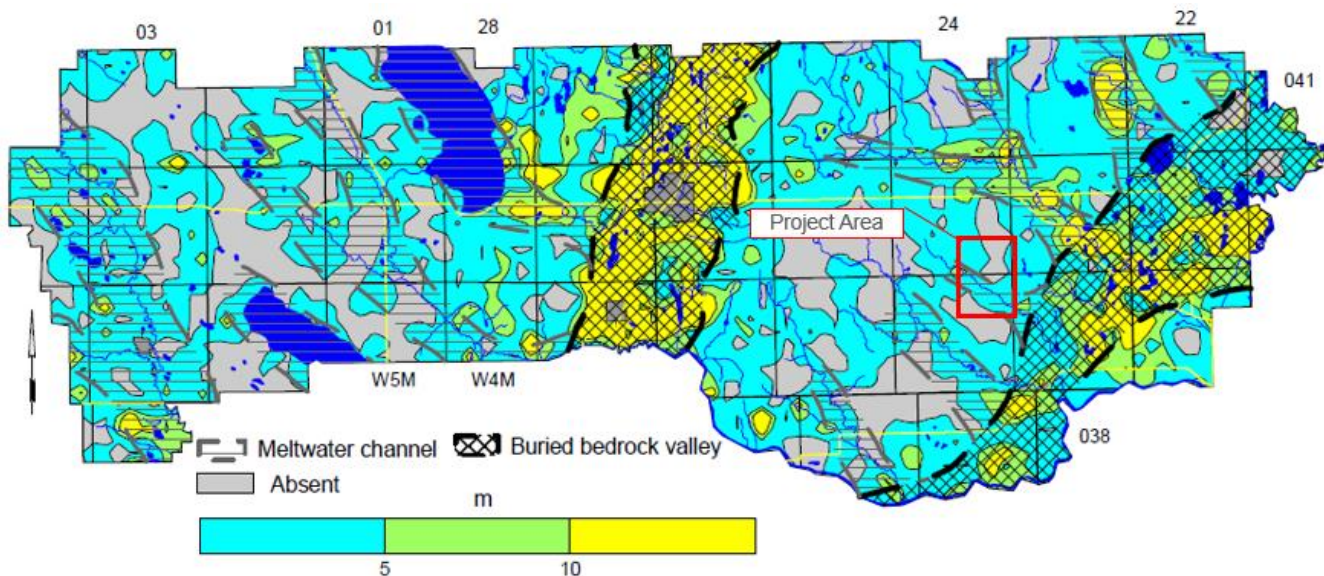 03
01
28
24
22
041
Project Area
W5M
W4M
038
Meltwater channel
Buried bedrock valley
Absent
m
5
10